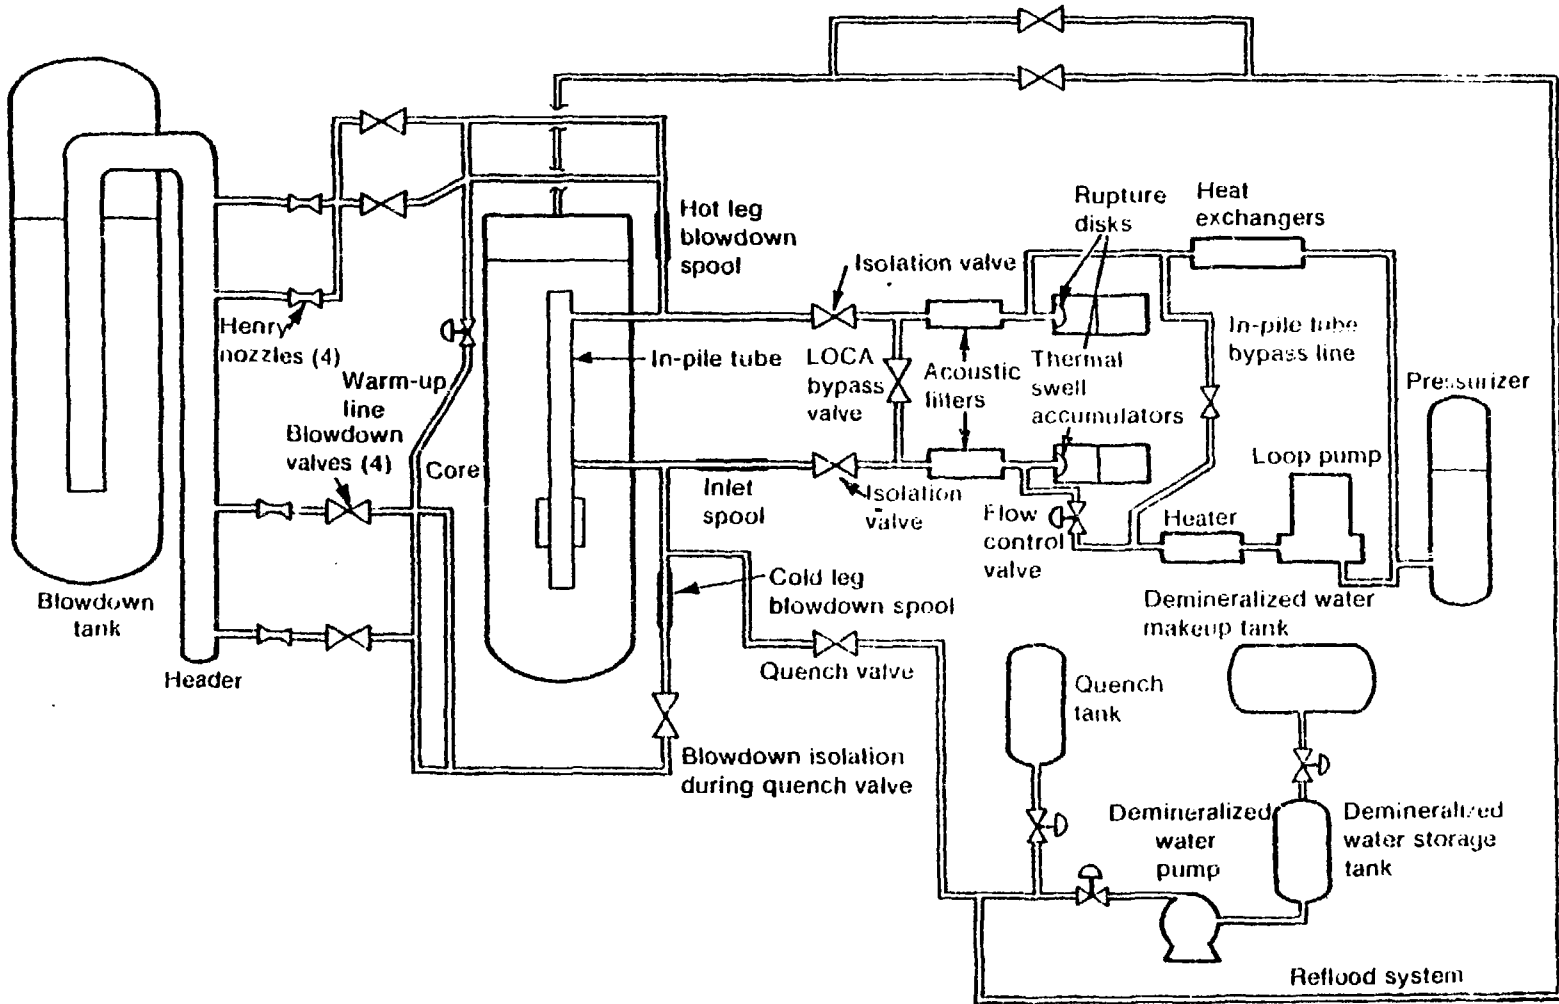 Rupture
disks
Heat
exchangers
Hot leg
blowdown
spool
Isolation valve
Henry
nozzles (4)
In-pile tube
LOCA
bypass
valve
Acoustic
filters
Thermal
swell
accumulators
In-pile tube
bypass line
Pressurizer
Warm-up
line
Blowdown
valves (4)
Core
Inlet
spool
Isolation
valve
Flow
control
valve
Heater
Loop pump
Blowdown
tank
Header
Cold leg
blowdown spool
Demineralized water
makeup tank
Quench valve
Quench
tank
Blowdown isolation
during quench valve
Demineralized
water
pump
Demineralized
water storage
tank
Reflood system